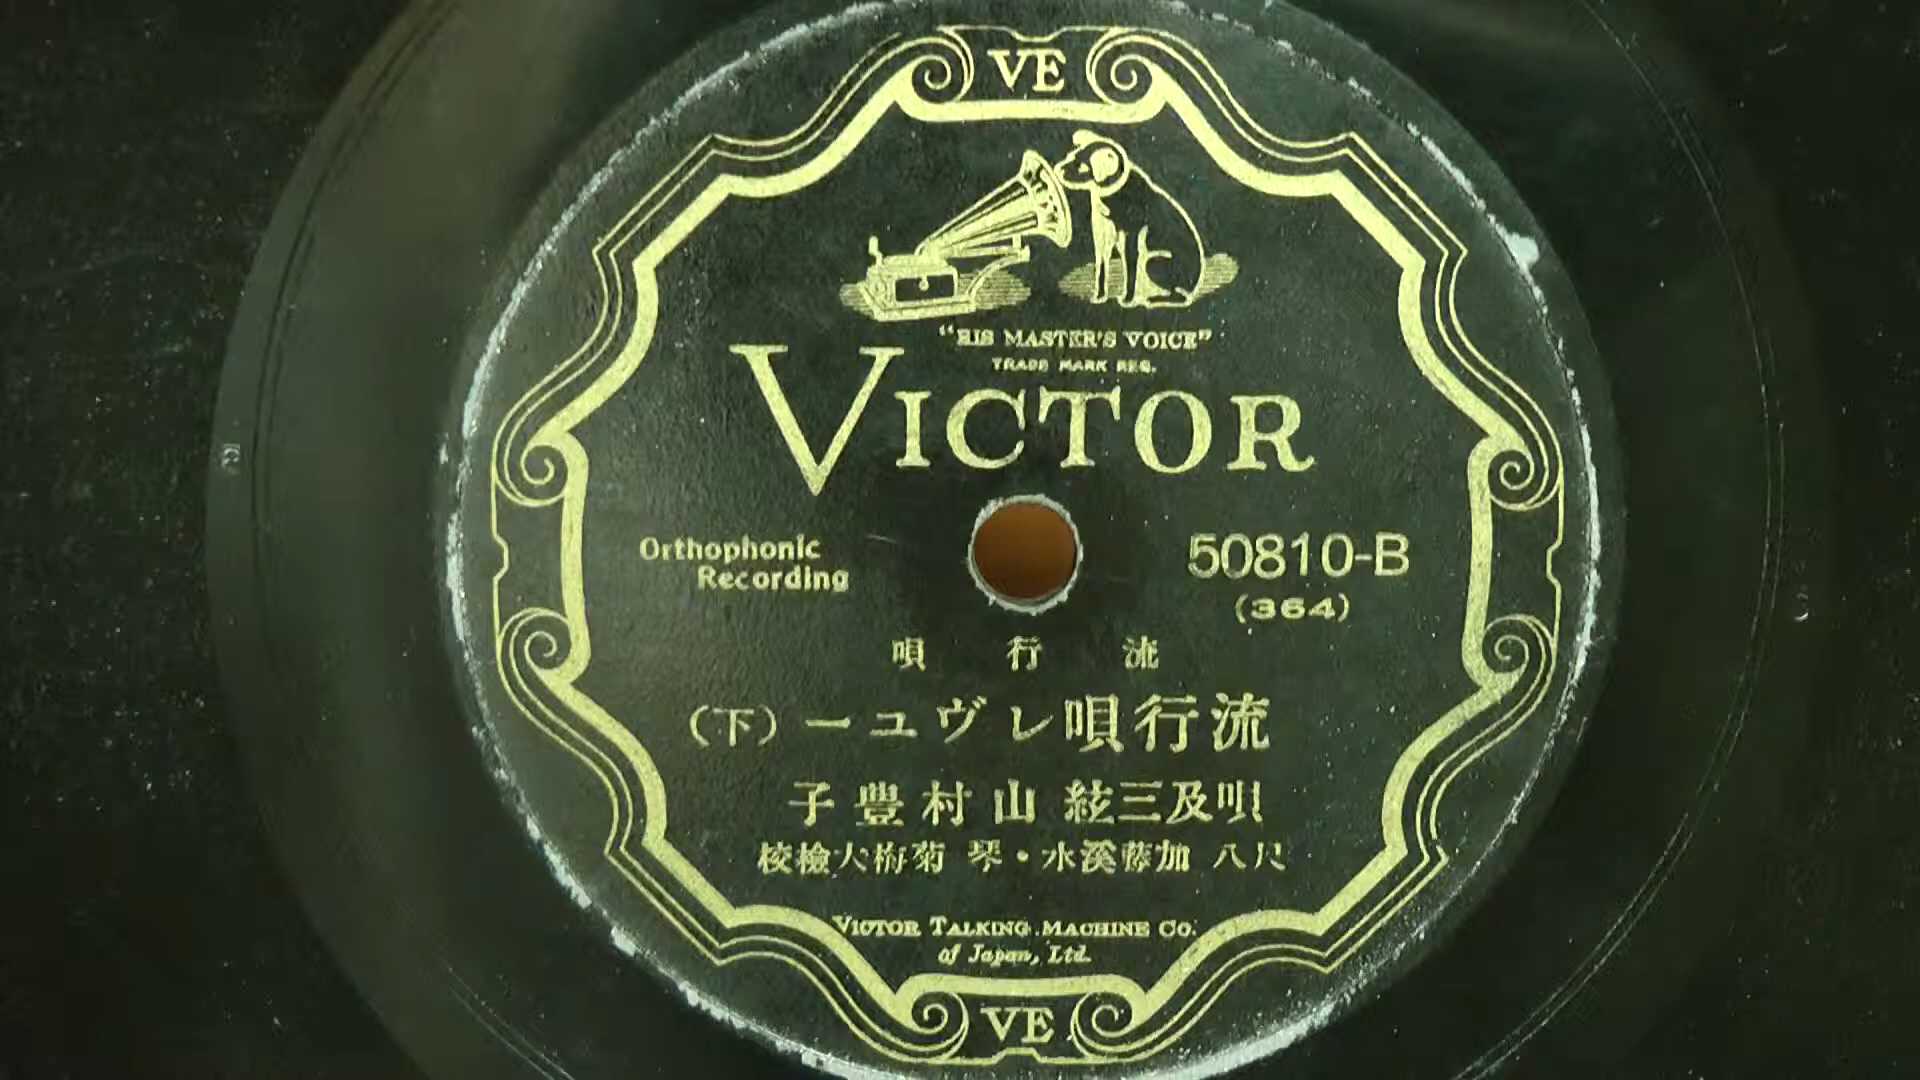 VE
"HIS MASTER'S VOICE"
TRADE MARK REG.
VICTOR
Orthophonic
Recording
50810-B
(364)
流行唄
流行唄レヴュー（下）
唄及三絃 山村豊子
尺八 加藤溪水・琴 菊梅大檢校
VICTOR TALKING MACHINE CO.
of Japan, Ltd.
VE